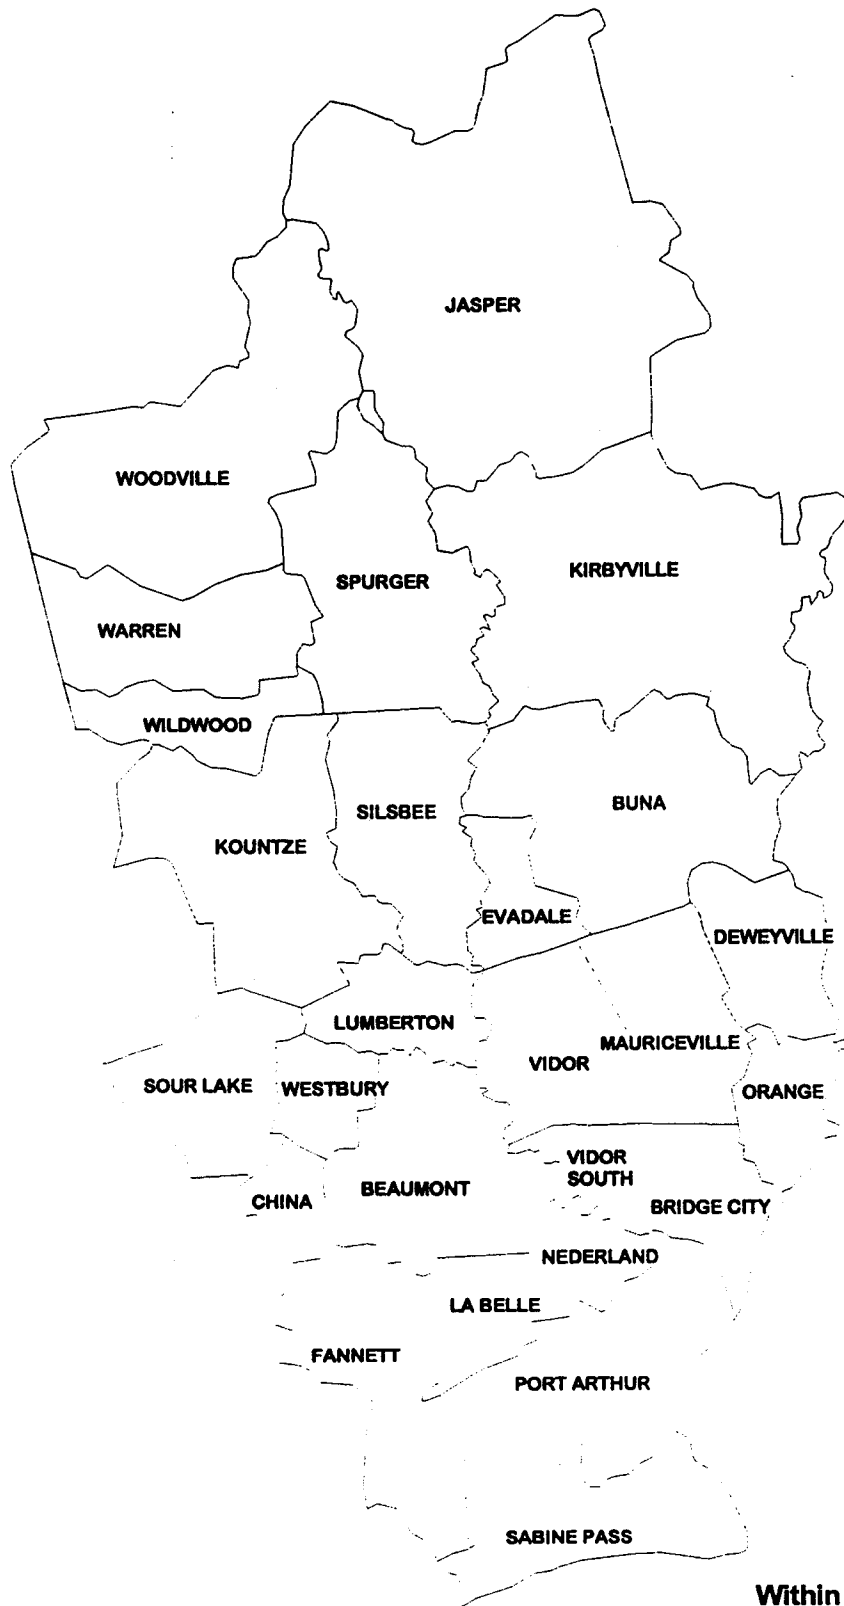 JASPER
WOODVILLE
KIRBYVILLE
SPURGER
WARREN
WILDWOOD
BUNA
SILSBEE
KOUNTZE
EVADALE
DEWEYVILLE
LUMBERTON
MAURICEVILLE
VIDOR
SOUR LAKE
WESTBURY
ORANGE
VIDOR
SOUTH
BEAUMONT
CHINA
BRIDGE CITY
NEDERLAND
LA BELLE
FANNETT
PORT ARTHUR
SABINE PASS
Within